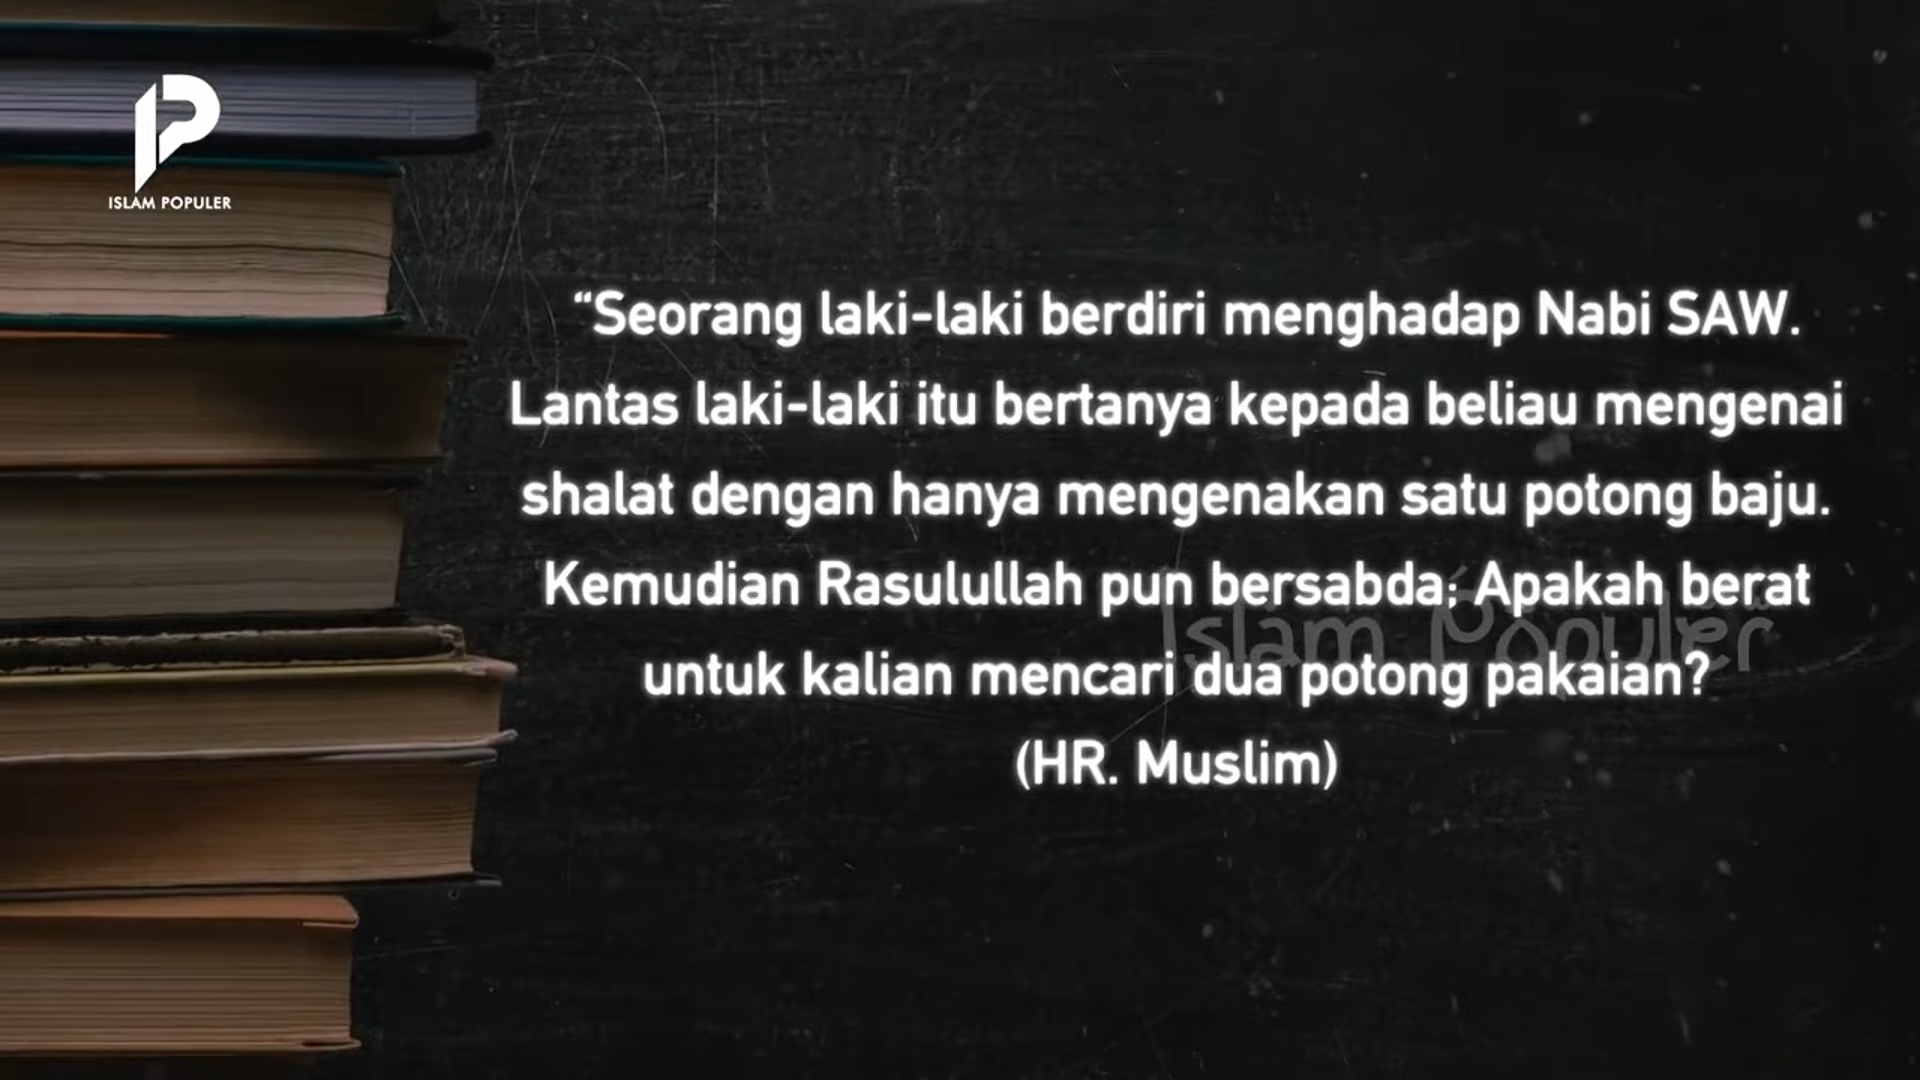 ISLAM POPULER
“Seorang laki-laki berdiri menghadap Nabi SAW.
Lantas laki-laki itu bertanya kepada beliau mengenai
shalat dengan hanya mengenakan satu potong baju.
Kemudian Rasulullah pun bersabda; Apakah berat
Islam Populer
untuk kalian mencari dua potong pakaian?
(HR. Muslim)